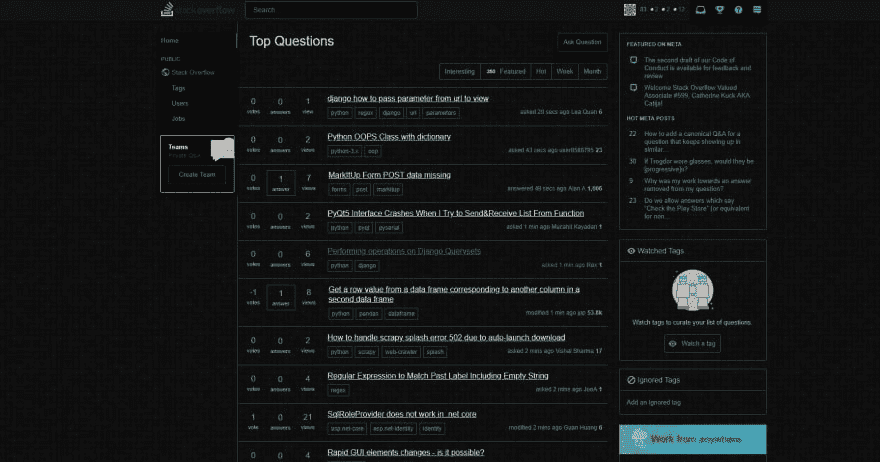 stackoverflow
Search
Home
PUBLIC
Stack Overflow
Tags
Users
Jobs
Teams
Private Q&A
Create Team
Top Questions
Ask Question
Interesting Featured Hot Week Month
0 votes 0 answers 1 view
django how to pass parameter from url to view
python regex django url parameters
asked 20 secs ago Lea Quan 6
0 votes 0 answers 2 views
Python OOPS Class with dictionary
python-3.x oop
asked 43 secs ago
23
0 votes 1 answer 7 views
MarkItUp Form POST data missing
forms post markitup
answered 49 secs ago Alan A
0 votes 0 answers 2 views
PyQt5 Interface Crashes When I Try to Send&Receive List From Function
python pyqt pyserial
asked 1 min ago
1
0 votes 0 answers 6 views
Performing operations on Django Querysets
python django
asked 1 min ago Rex 1
-1 votes 1 answer 8 views
Get a row value from a data frame corresponding to another column in a
second data frame
python pandas dataframe
modified 1 min ago jpp 53.8k
0 votes 0 answers 2 views
How to handle scrapy splash error 502 due to auto-launch download
python scrapy web-crawler splash
asked 2 mins ago Vishal Sharma 17
0 votes 0 answers 4 views
Regular Expression to Match Past Label Including Empty String
regex
asked 2 mins ago JoeA 1
1 vote 0 answers 21 views
SqlRoleProvider does not work in .net core
asp.net-core asp.net-identity identity
modified 2 mins ago Guan Huang 6
0 0 4
Rapid GUI elements changes - is it possible?
FEATURED ON META
The second draft of our Code of
Conduct is available for feedback and
review
Welcome Stack Overflow Valued
Associate #599, Catherine Kuck AKA
Catija!
HOT META POSTS
22 How to add a canonical Q&A for a
question that keeps showing up in
similar...
30 If Trogdor wore glasses, would they be
[progressive]o?
9 Why was my work towards an answer
removed from my question?
23 Do we allow answers which say
"Check the Play Store" (or equivalent
for non...
Watched Tags
Watch tags to curate your list of questions.
Watch a tag
Ignored Tags
Add an ignored tag
Work from anywhere